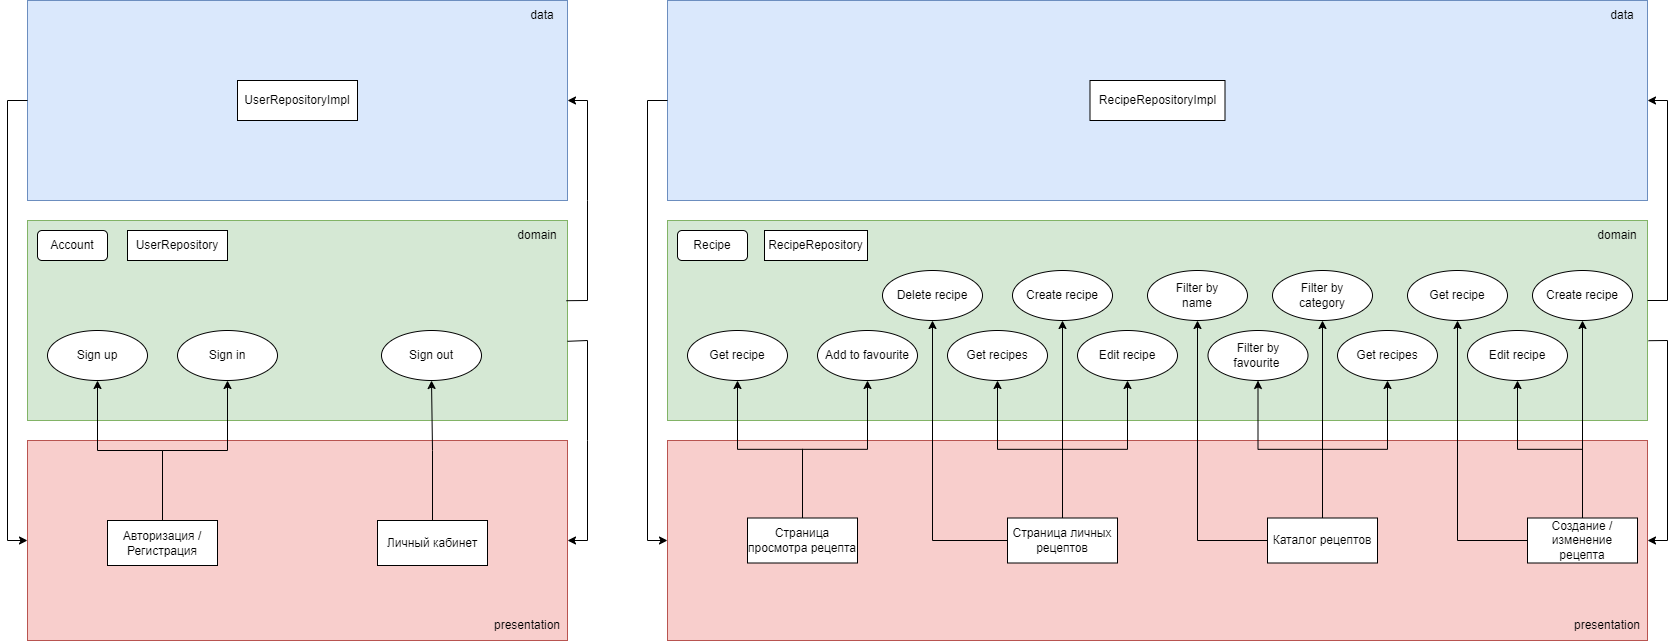 data
UserRepositoryImpl
domain
Account
UserRepository
Sign up
Sign in
Sign out
Авторизация /
Регистрация
Личный кабинет
presentation
data
RecipeRepositoryImpl
domain
Recipe
RecipeRepository
Delete recipe
Create recipe
Filter by
name
Filter by
category
Get recipe
Create recipe
Get recipe
Add to favourite
Get recipes
Edit recipe
Filter by
favourite
Get recipes
Edit recipe
Страница
просмотра рецепта
Страница личных
рецептов
Каталог рецептов
Создание /
изменение
рецепта
presentation